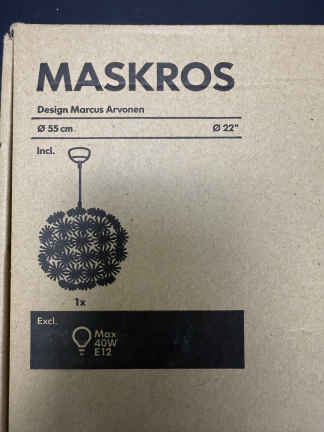 MASKROS
Design Marcus Arvonen
Ø 55 cm Ø 22"
Incl.
1x
Excl.
Max
40W
E12